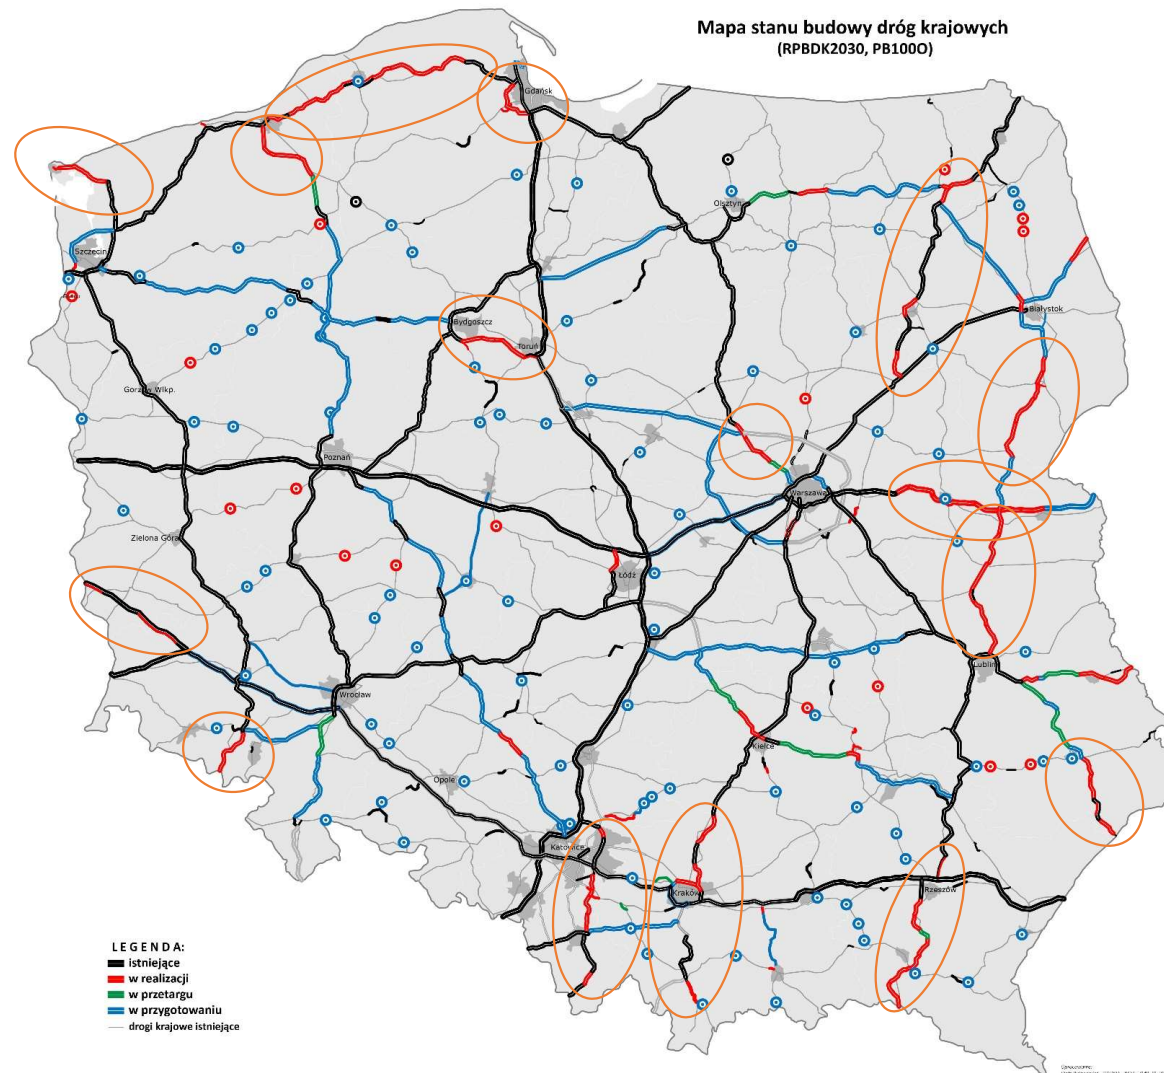 Mapa stanu budowy dróg krajowych
(RPBDK2030, PB100O)
Gdańsk
Olsztyn
Szczecin
Białystok
Bydgoszcz
Toruń
Gorzów Wlkp.
Poznań
Warszawa
Zielona Góra
Łódź
Lublin
Wrocław
Kielce
Opole
Katowice
Kraków
Rzeszów
LEGENDA:
istniejące
w realizacji
w przetargu
w przygotowaniu
drogi krajowe istniejące
Opracowanie: